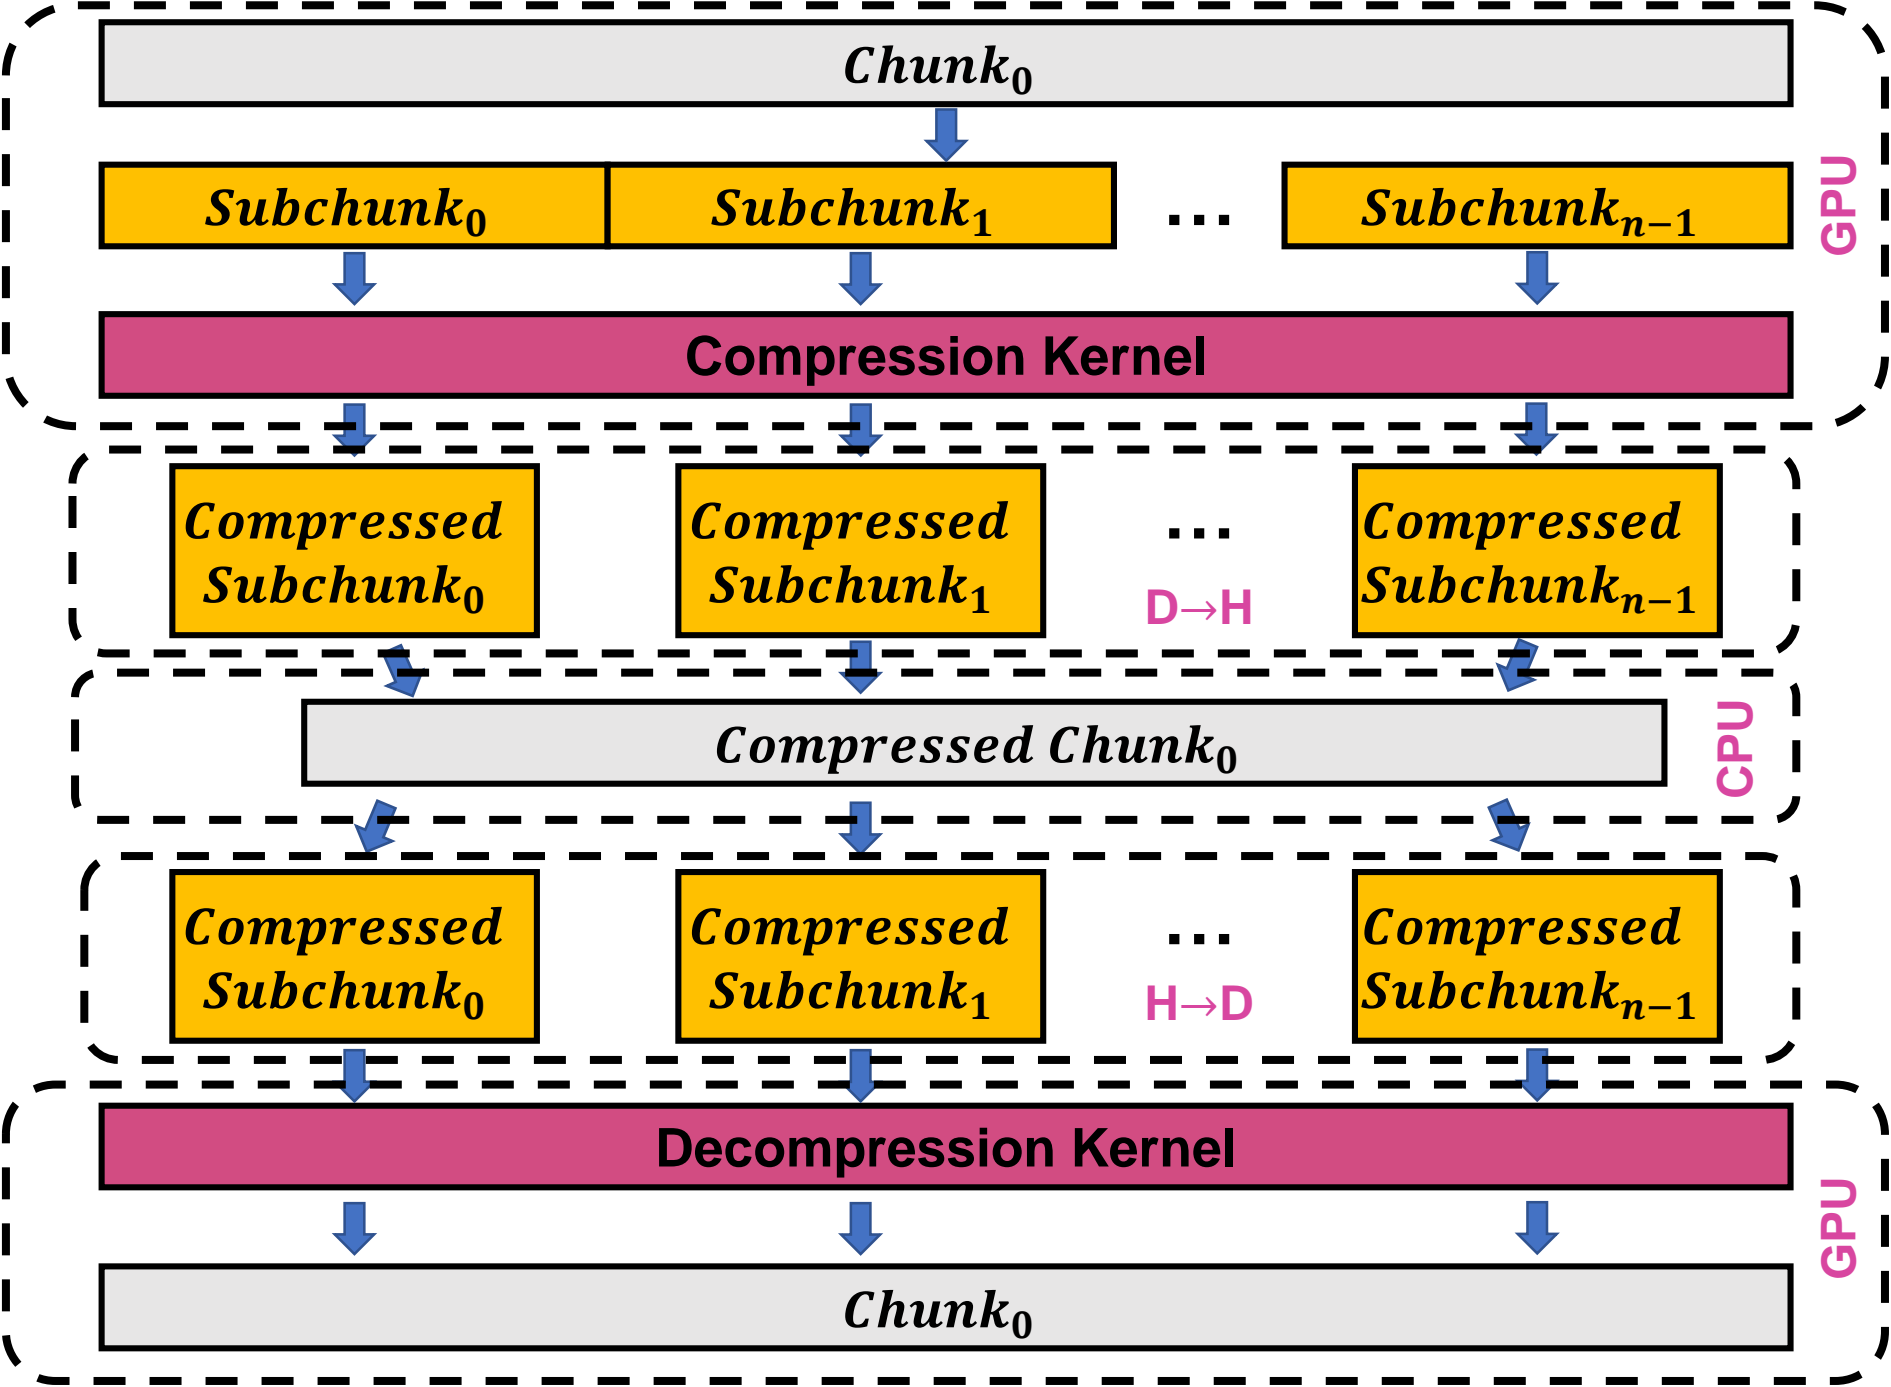 Chunk₀
Subchunk₀ Subchunk₁ ... Subchunkₙ₋₁
GPU
Compression Kernel
Compressed Compressed ... Compressed
Subchunk₀ Subchunk₁ D→H Subchunkₙ₋₁
Compressed Chunk₀
CPU
Compressed Compressed ... Compressed
Subchunk₀ Subchunk₁ H→D Subchunkₙ₋₁
Decompression Kernel
GPU
Chunk₀